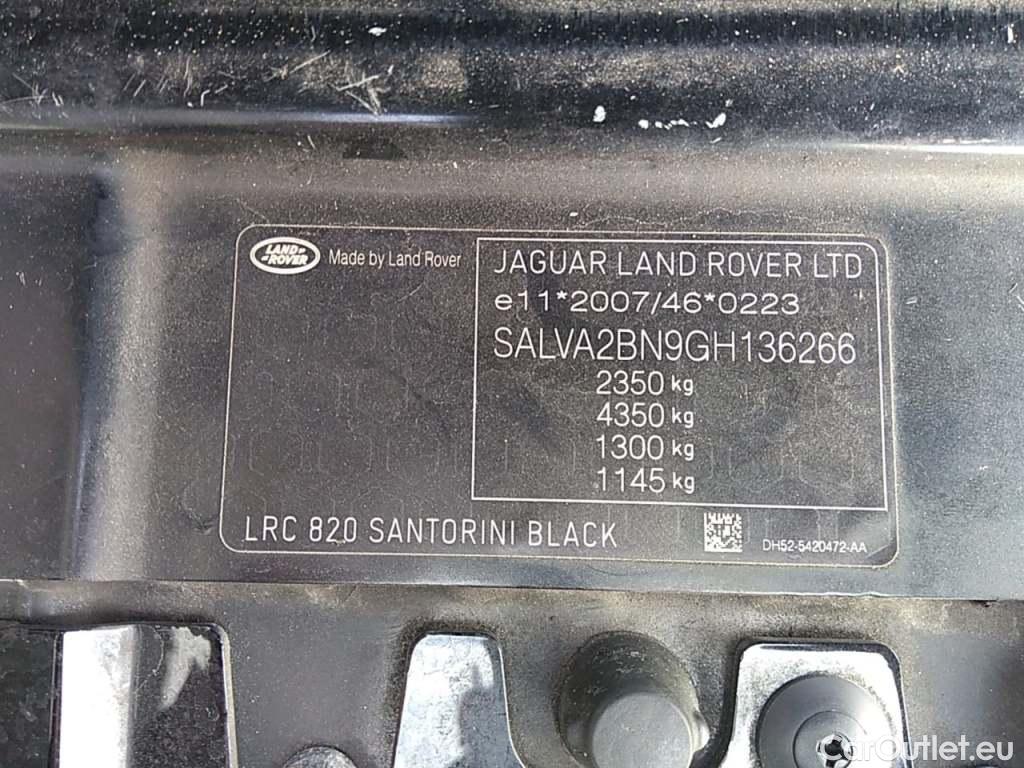 LAND ROVER
Made by Land Rover
JAGUAR LAND ROVER LTD
e11*2007/46*0223
SALVA2BN9GH136266
2350 kg
4350 kg
1300 kg
1145 kg
LRC 820 SANTORINI BLACK
DH52-5420472-AA
CarOutlet.eu